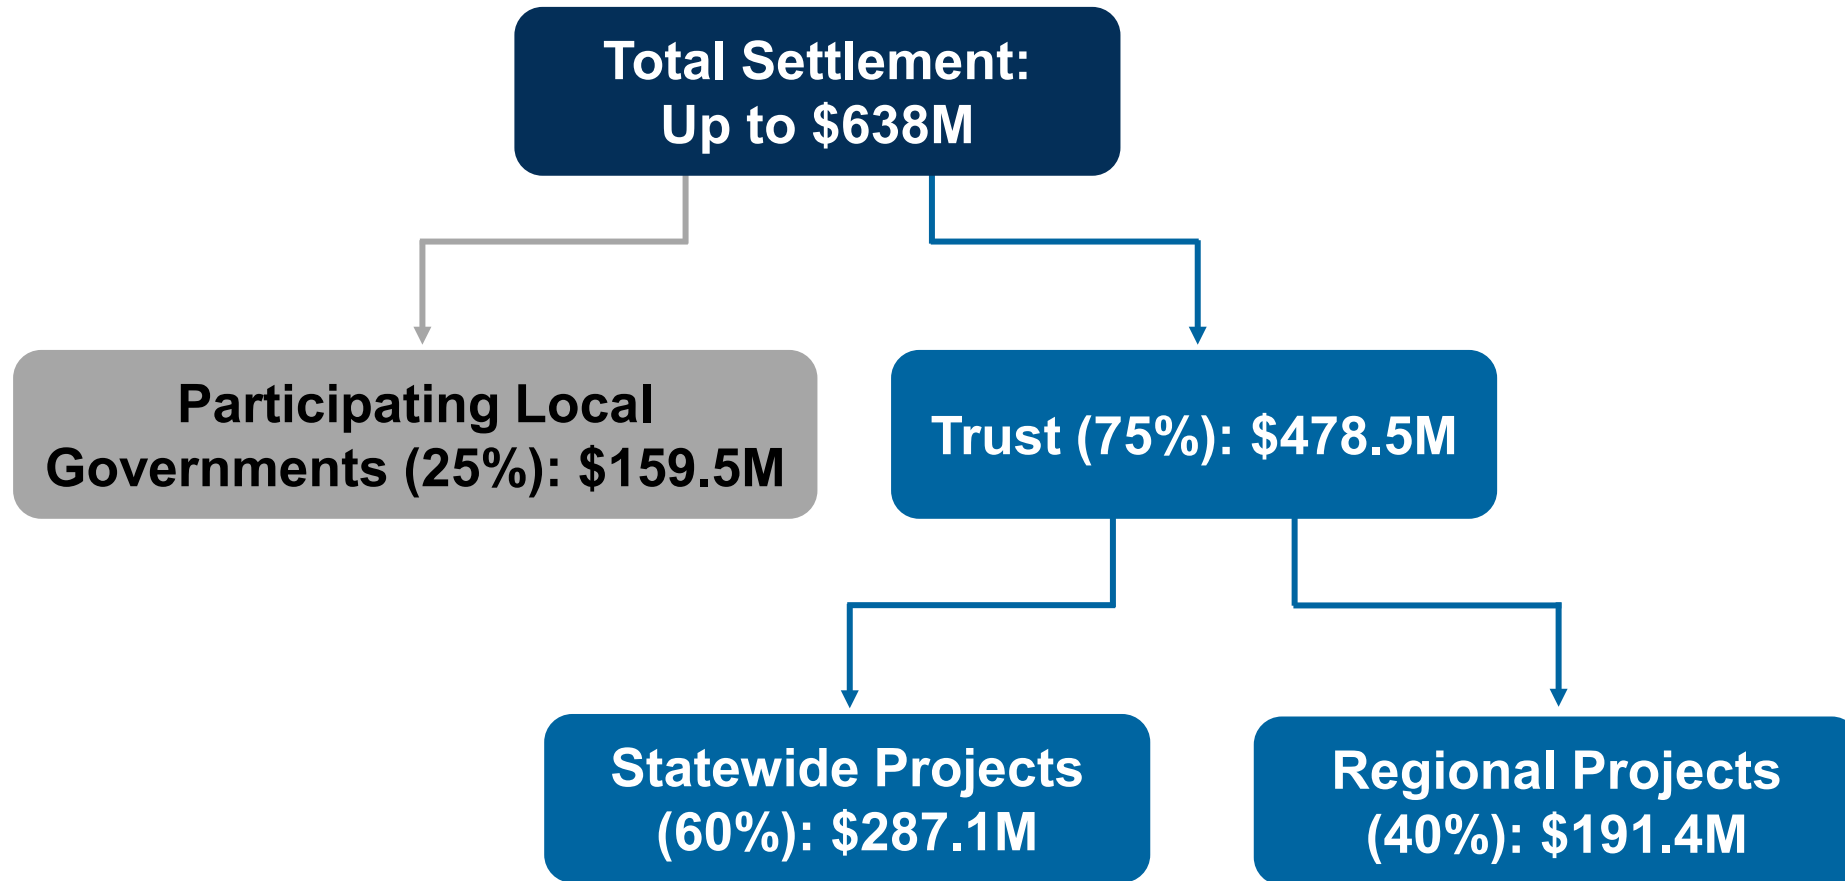 Total Settlement:
Up to $638M
Participating Local
Governments (25%): $159.5M
Trust (75%): $478.5M
Statewide Projects
(60%): $287.1M
Regional Projects
(40%): $191.4M